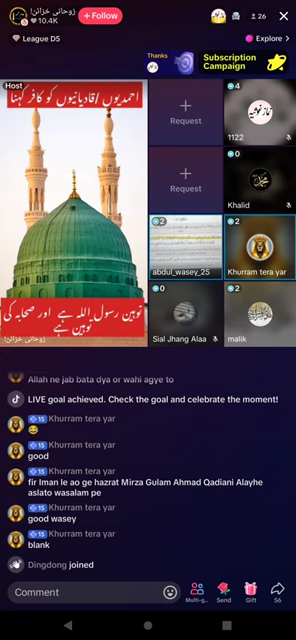 روحانی خزائن!
10.4K
+ Follow
26
League D5
Explore >
Thanks
Subscription
Campaign
Host
احمدیوں/قادیانیوں کو کافر کہنا
توہین رسول اللہ ہے اور صحابہ کی
توہین ہے
روحانی خزائن!
+
Request
4
1122
+
Request
0
Khalid
2
abdul_wasey_25
2
Khurram tera yar
0
Sial Jhang Alaa
2
malik
Allah ne jab bata dya or wahi agye to
LIVE goal achieved. Check the goal and celebrate the moment!
15 Khurram tera yar
😂
15 Khurram tera yar
good
15 Khurram tera yar
fir Iman le ao ge hazrat Mirza Gulam Ahmad Qadiani Alayhe
aslato wasalam pe
15 Khurram tera yar
good wasey
15 Khurram tera yar
blank
Dingdong joined
Comment
Multi-g...
Send
Gift
56